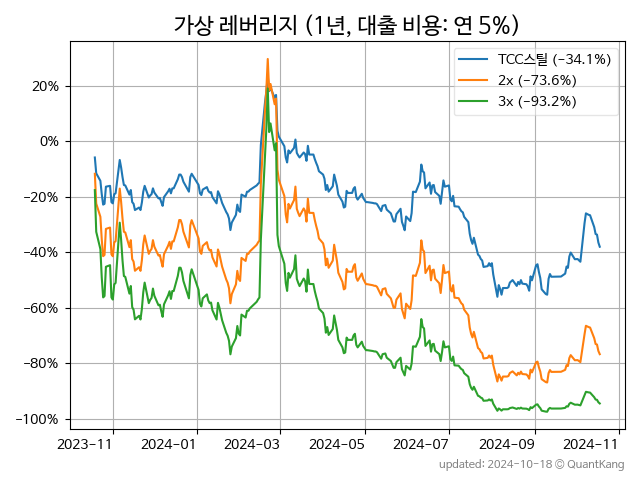 가상 레버리지 (1년, 대출 비용: 연 5%)
TCC스틸 (−34.1%)
2x (−73.6%)
3x (−93.2%)
20%
0%
−20%
−40%
−60%
−80%
−100%
2023-11 2024-01 2024-03 2024-05 2024-07 2024-09 2024-11
updated: 2024-10-18 © QuantKang